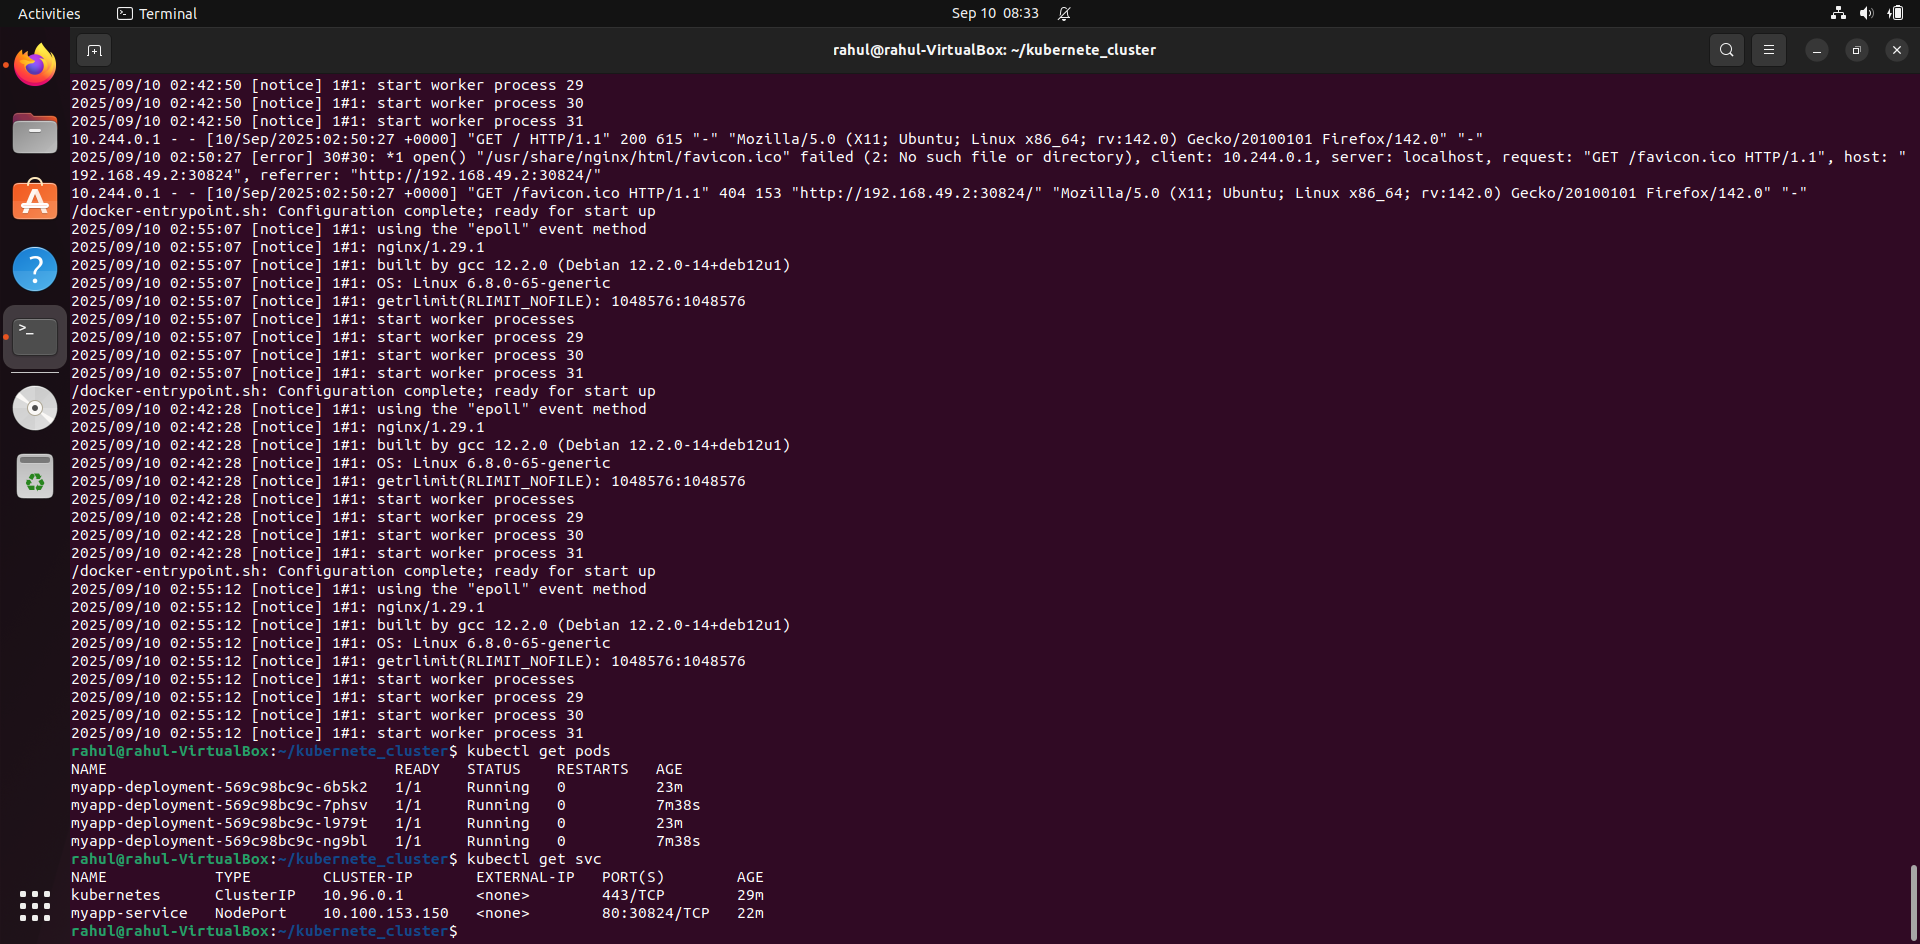 Activities
Terminal
Sep 10 08:33
rahul@rahul-VirtualBox: ~/kubernete_cluster
2025/09/10 02:42:50 [notice] 1#1: start worker process 29
2025/09/10 02:42:50 [notice] 1#1: start worker process 30
2025/09/10 02:42:50 [notice] 1#1: start worker process 31
10.244.0.1 - - [10/Sep/2025:02:50:27 +0000] "GET / HTTP/1.1" 200 615 "-" "Mozilla/5.0 (X11; Ubuntu; Linux x86_64; rv:142.0) Gecko/20100101 Firefox/142.0" "-"
2025/09/10 02:50:27 [error] 30#30: *1 open() "/usr/share/nginx/html/favicon.ico" failed (2: No such file or directory), client: 10.244.0.1, server: localhost, request: "GET /favicon.ico HTTP/1.1", host: "
192.168.49.2:30824", referrer: "http://192.168.49.2:30824/"
10.244.0.1 - - [10/Sep/2025:02:50:27 +0000] "GET /favicon.ico HTTP/1.1" 404 153 "http://192.168.49.2:30824/" "Mozilla/5.0 (X11; Ubuntu; Linux x86_64; rv:142.0) Gecko/20100101 Firefox/142.0" "-"
/docker-entrypoint.sh: Configuration complete; ready for start up
2025/09/10 02:55:07 [notice] 1#1: using the "epoll" event method
2025/09/10 02:55:07 [notice] 1#1: nginx/1.29.1
2025/09/10 02:55:07 [notice] 1#1: built by gcc 12.2.0 (Debian 12.2.0-14+deb12u1)
2025/09/10 02:55:07 [notice] 1#1: OS: Linux 6.8.0-65-generic
2025/09/10 02:55:07 [notice] 1#1: getrlimit(RLIMIT_NOFILE): 1048576:1048576
2025/09/10 02:55:07 [notice] 1#1: start worker processes
2025/09/10 02:55:07 [notice] 1#1: start worker process 29
2025/09/10 02:55:07 [notice] 1#1: start worker process 30
2025/09/10 02:55:07 [notice] 1#1: start worker process 31
/docker-entrypoint.sh: Configuration complete; ready for start up
2025/09/10 02:42:28 [notice] 1#1: using the "epoll" event method
2025/09/10 02:42:28 [notice] 1#1: nginx/1.29.1
2025/09/10 02:42:28 [notice] 1#1: built by gcc 12.2.0 (Debian 12.2.0-14+deb12u1)
2025/09/10 02:42:28 [notice] 1#1: OS: Linux 6.8.0-65-generic
2025/09/10 02:42:28 [notice] 1#1: getrlimit(RLIMIT_NOFILE): 1048576:1048576
2025/09/10 02:42:28 [notice] 1#1: start worker processes
2025/09/10 02:42:28 [notice] 1#1: start worker process 29
2025/09/10 02:42:28 [notice] 1#1: start worker process 30
2025/09/10 02:42:28 [notice] 1#1: start worker process 31
/docker-entrypoint.sh: Configuration complete; ready for start up
2025/09/10 02:55:12 [notice] 1#1: using the "epoll" event method
2025/09/10 02:55:12 [notice] 1#1: nginx/1.29.1
2025/09/10 02:55:12 [notice] 1#1: built by gcc 12.2.0 (Debian 12.2.0-14+deb12u1)
2025/09/10 02:55:12 [notice] 1#1: OS: Linux 6.8.0-65-generic
2025/09/10 02:55:12 [notice] 1#1: getrlimit(RLIMIT_NOFILE): 1048576:1048576
2025/09/10 02:55:12 [notice] 1#1: start worker processes
2025/09/10 02:55:12 [notice] 1#1: start worker process 29
2025/09/10 02:55:12 [notice] 1#1: start worker process 30
2025/09/10 02:55:12 [notice] 1#1: start worker process 31
rahul@rahul-VirtualBox:~/kubernete_cluster$ kubectl get pods
NAME READY STATUS RESTARTS AGE
myapp-deployment-569c98bc9c-6b5k2 1/1 Running 0 23m
myapp-deployment-569c98bc9c-7phsv 1/1 Running 0 7m38s
myapp-deployment-569c98bc9c-l979t 1/1 Running 0 23m
myapp-deployment-569c98bc9c-ng9bl 1/1 Running 0 7m38s
rahul@rahul-VirtualBox:~/kubernete_cluster$ kubectl get svc
NAME TYPE CLUSTER-IP EXTERNAL-IP PORT(S) AGE
kubernetes ClusterIP 10.96.0.1 <none> 443/TCP 29m
myapp-service NodePort 10.100.153.150 <none> 80:30824/TCP 22m
rahul@rahul-VirtualBox:~/kubernete_cluster$